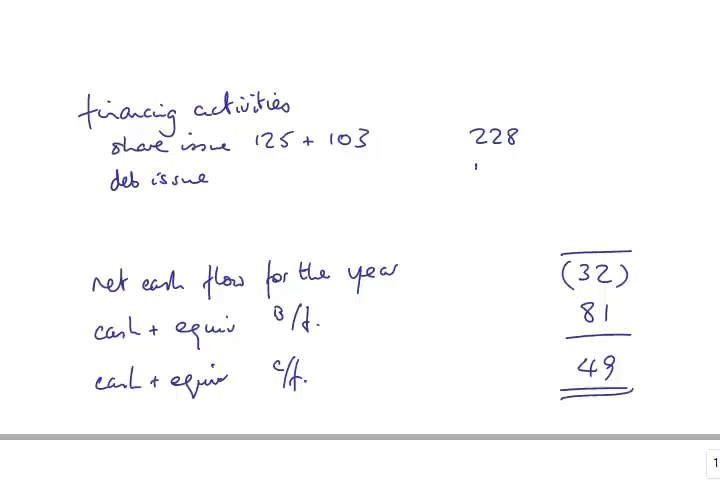 financing activities
share issue 125 + 103 228
deb issue
net cash flow for the year (32)
cash + equiv B/f. 81
cash + equiv C/f. 49
1